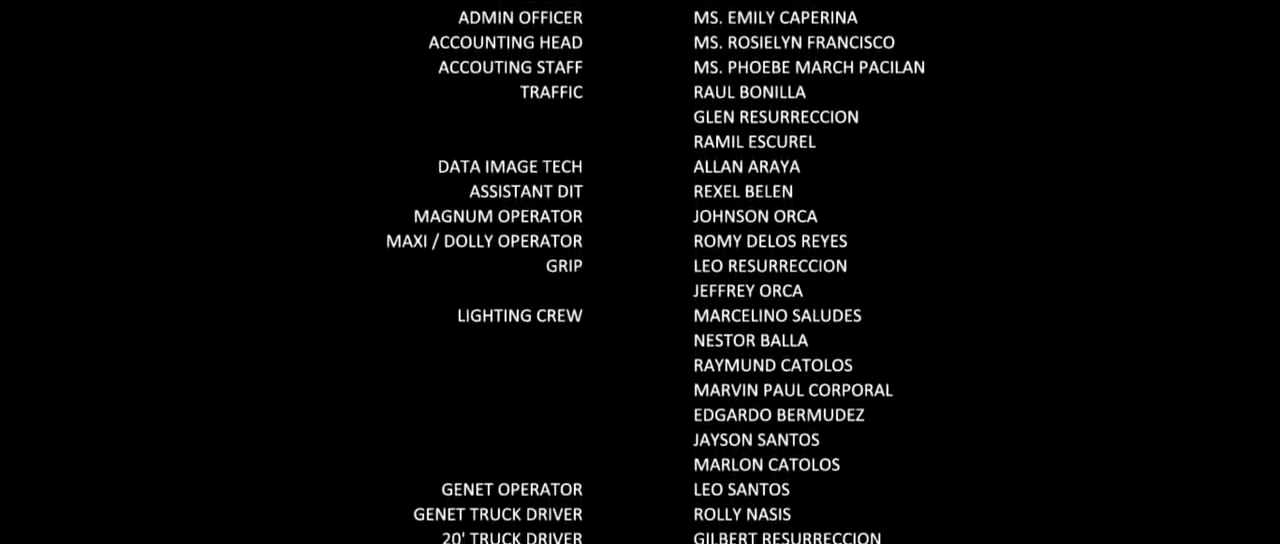 ADMIN OFFICER MS. EMILY CAPERINA
ACCOUNTING HEAD MS. ROSIELYN FRANCISCO
ACCOUTING STAFF MS. PHOEBE MARCH PACILAN
TRAFFIC RAUL BONILLA
GLEN RESURRECCION
RAMIL ESCUREL
DATA IMAGE TECH ALLAN ARAYA
ASSISTANT DIT REXEL BELEN
MAGNUM OPERATOR JOHNSON ORCA
MAXI / DOLLY OPERATOR ROMY DELOS REYES
GRIP LEO RESURRECCION
JEFFREY ORCA
LIGHTING CREW MARCELINO SALUDES
NESTOR BALLA
RAYMUND CATOLOS
MARVIN PAUL CORPORAL
EDGARDO BERMUDEZ
JAYSON SANTOS
MARLON CATOLOS
GENET OPERATOR LEO SANTOS
GENET TRUCK DRIVER ROLLY NASIS
20' TRUCK DRIVER GILBERT RESURRECCION